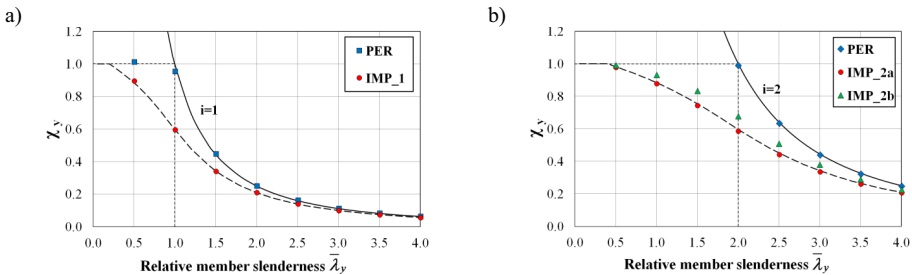 a)
1.2
1.0
0.8
0.6
0.4
0.2
0.0
χ y
PER
IMP_1
i=1
0.0 0.5 1.0 1.5 2.0 2.5 3.0 3.5 4.0
Relative member slenderness λ̄y
b)
1.2
1.0
0.8
0.6
0.4
0.2
0.0
χ y
PER
IMP_2a
IMP_2b
i=2
0.0 0.5 1.0 1.5 2.0 2.5 3.0 3.5 4.0
Relative member slenderness λ̄y